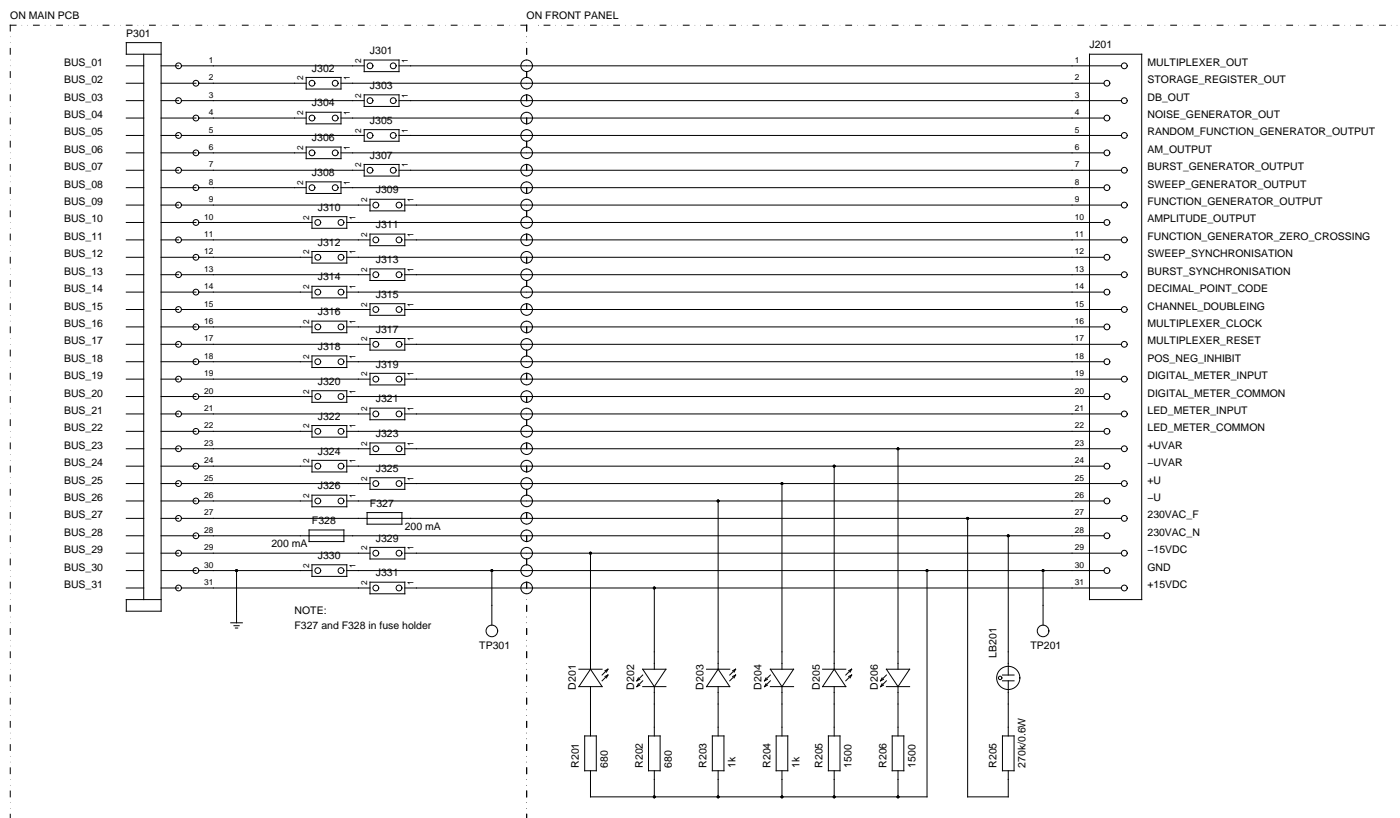 ON MAIN PCB
ON FRONT PANEL
P301
J201
BUS_01 1 J301 1 MULTIPLEXER_OUT
BUS_02 2 J302 2 STORAGE_REGISTER_OUT
BUS_03 3 J303 3 DB_OUT
BUS_04 4 J304 4 NOISE_GENERATOR_OUT
BUS_05 5 J305 5 RANDOM_FUNCTION_GENERATOR_OUTPUT
BUS_06 6 J306 6 AM_OUTPUT
BUS_07 7 J307 7 BURST_GENERATOR_OUTPUT
BUS_08 8 J308 8 SWEEP_GENERATOR_OUTPUT
BUS_09 9 J309 9 FUNCTION_GENERATOR_OUTPUT
BUS_10 10 J310 10 AMPLITUDE_OUTPUT
BUS_11 11 J311 11 FUNCTION_GENERATOR_ZERO_CROSSING
BUS_12 12 J312 12 SWEEP_SYNCHRONISATION
BUS_13 13 J313 13 BURST_SYNCHRONISATION
BUS_14 14 J314 14 DECIMAL_POINT_CODE
BUS_15 15 J315 15 CHANNEL_DOUBLEING
BUS_16 16 J316 16 MULTIPLEXER_CLOCK
BUS_17 17 J317 17 MULTIPLEXER_RESET
BUS_18 18 J318 18 POS_NEG_INHIBIT
BUS_19 19 J319 19 DIGITAL_METER_INPUT
BUS_20 20 J320 20 DIGITAL_METER_COMMON
BUS_21 21 J321 21 LED_METER_INPUT
BUS_22 22 J322 22 LED_METER_COMMON
BUS_23 23 J323 23 +UVAR
BUS_24 24 J324 24 −UVAR
BUS_25 25 J325 25 +U
BUS_26 26 J326 26 −U
BUS_27 27 F327 200 mA 27 230VAC_F
BUS_28 28 F328 200 mA 28 230VAC_N
BUS_29 29 J329 29 −15VDC
BUS_30 30 J330 30 GND
BUS_31 31 J331 31 +15VDC
NOTE:
F327 and F328 in fuse holder
TP301
TP201
D201
D202
D203
D204
D205
D206
LB201
R201 680
R202 680
R203 1k
R204 1k
R205 1500
R206 1500
R205 270k/0.6W